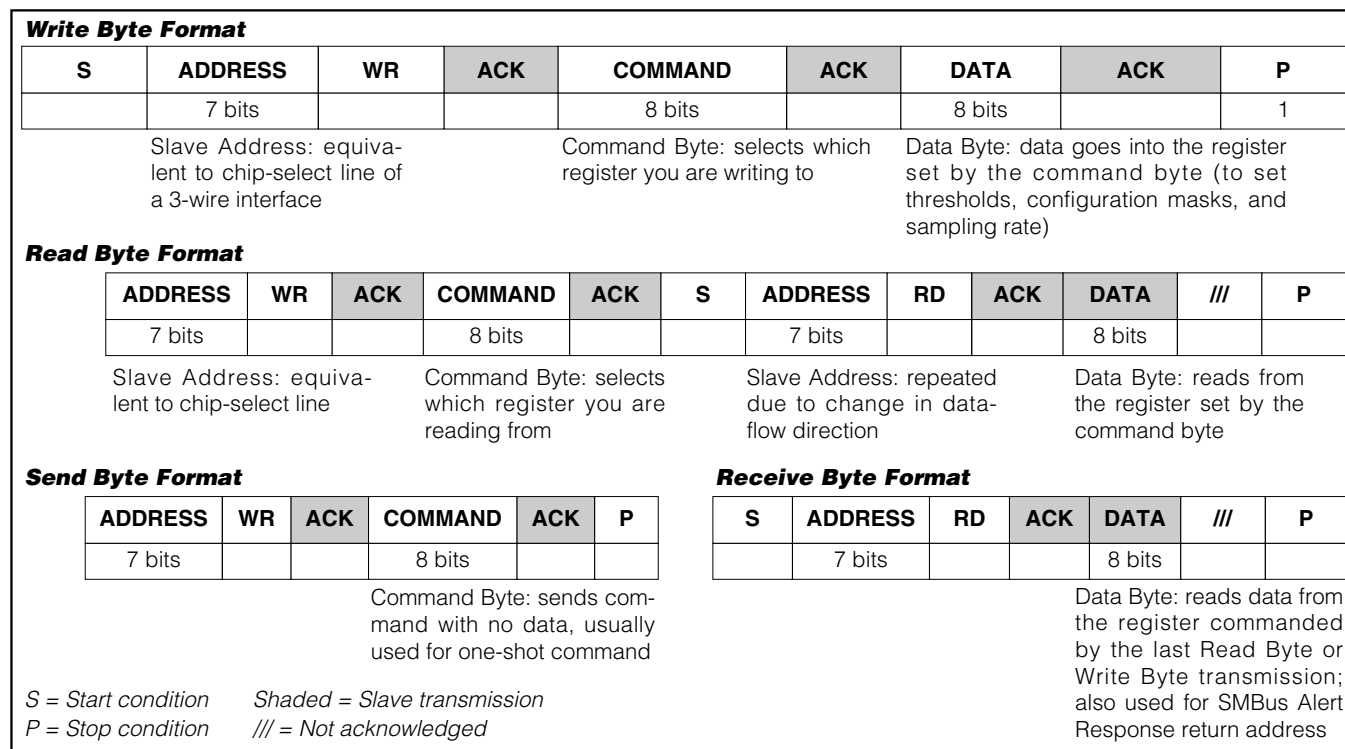 Write Byte Format
S ADDRESS WR ACK COMMAND ACK DATA ACK P
7 bits 8 bits 8 bits 1
Slave Address: equiva-
lent to chip-select line of
a 3-wire interface
Command Byte: selects which
register you are writing to
Data Byte: data goes into the register
set by the command byte (to set
thresholds, configuration masks, and
sampling rate)
Read Byte Format
ADDRESS WR ACK COMMAND ACK S ADDRESS RD ACK DATA /// P
7 bits 8 bits 7 bits 8 bits
Slave Address: equiva-
lent to chip-select line
Command Byte: selects
which register you are
reading from
Slave Address: repeated
due to change in data-
flow direction
Data Byte: reads from
the register set by the
command byte
Send Byte Format
ADDRESS WR ACK COMMAND ACK P
7 bits 8 bits
Command Byte: sends com-
mand with no data, usually
used for one-shot command
Receive Byte Format
S ADDRESS RD ACK DATA /// P
7 bits 8 bits
Data Byte: reads data from
the register commanded
by the last Read Byte or
Write Byte transmission;
also used for SMBus Alert
Response return address
S = Start condition Shaded = Slave transmission
P = Stop condition /// = Not acknowledged